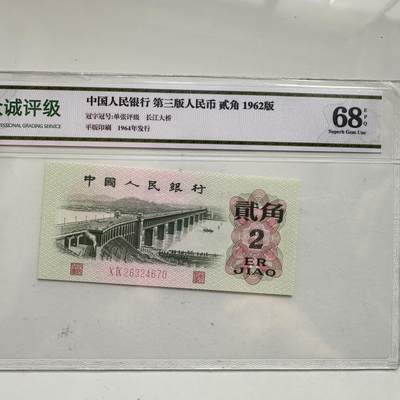 诚评级
FESSIONAL GRADING SERVICE
中国人民银行 第三版人民币 贰角 1962版
冠字冠号:单张评级 长江大桥
平版印刷 1964年发行
68 EPQ
Superb Gem Unc
中國人民銀行
貳角
2
ER
JIAO
X IX 26324670